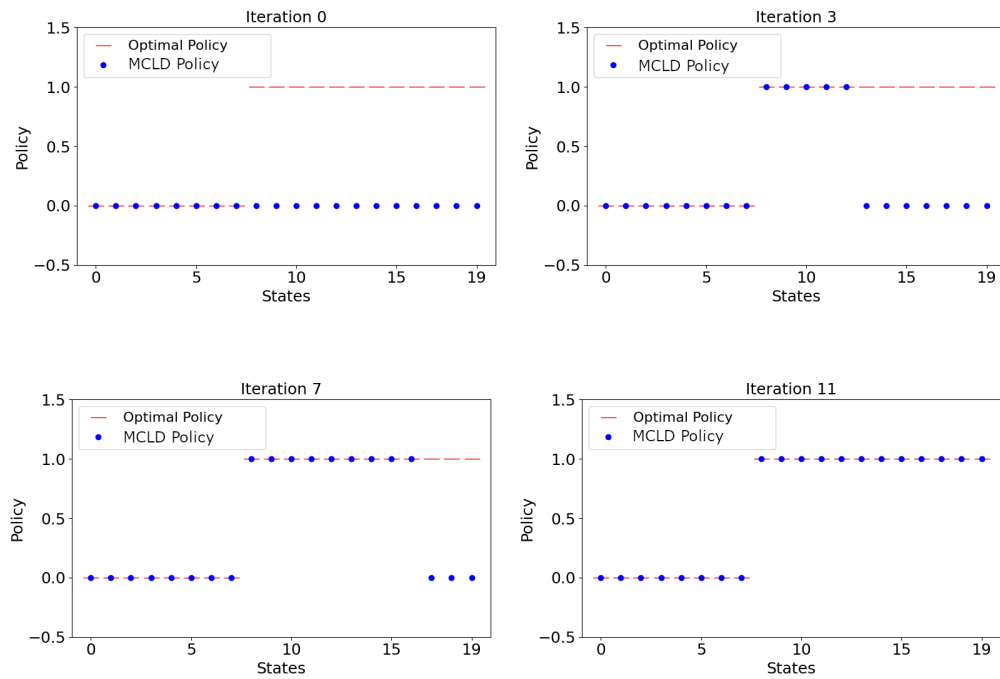 Iteration 0
1.5
1.0
0.5
0.0
−0.5
Policy
Optimal Policy
MCLD Policy
0 5 10 15 19
States
Iteration 3
1.5
1.0
0.5
0.0
−0.5
Policy
Optimal Policy
MCLD Policy
0 5 10 15 19
States
Iteration 7
1.5
1.0
0.5
0.0
−0.5
Policy
Optimal Policy
MCLD Policy
0 5 10 15 19
States
Iteration 11
1.5
1.0
0.5
0.0
−0.5
Policy
Optimal Policy
MCLD Policy
0 5 10 15 19
States